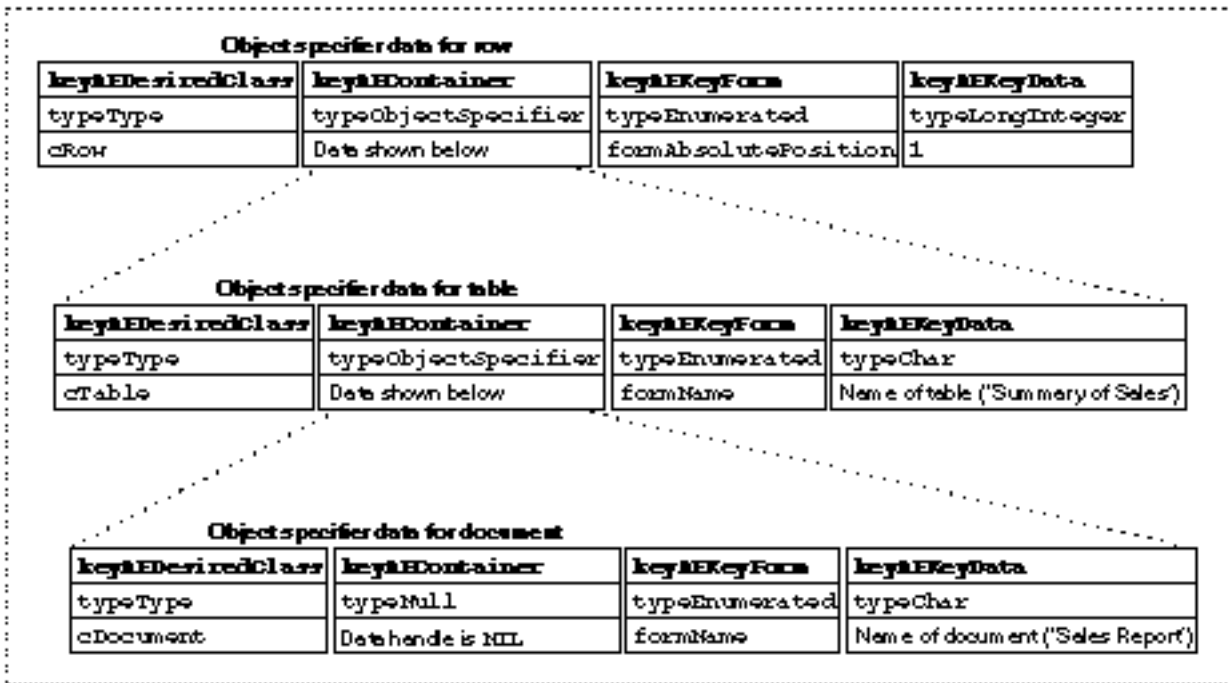 Object specifier data for row
keyAEDesiredClass keyAEContainer keyAEKeyForm keyAEKeyData
typeType typeObjectSpecifier typeEnumerated typeLongInteger
cRow Data shown below formAbsolutePosition 1
Object specifier data for table
keyAEDesiredClass keyAEContainer keyAEKeyForm keyAEKeyData
typeType typeObjectSpecifier typeEnumerated typeChar
cTable Data shown below formName Name of table ("Summary of Sales")
Object specifier data for document
keyAEDesiredClass keyAEContainer keyAEKeyForm keyAEKeyData
typeType typeNull typeEnumerated typeChar
cDocument Data handle is NIL formName Name of document ("Sales Report")